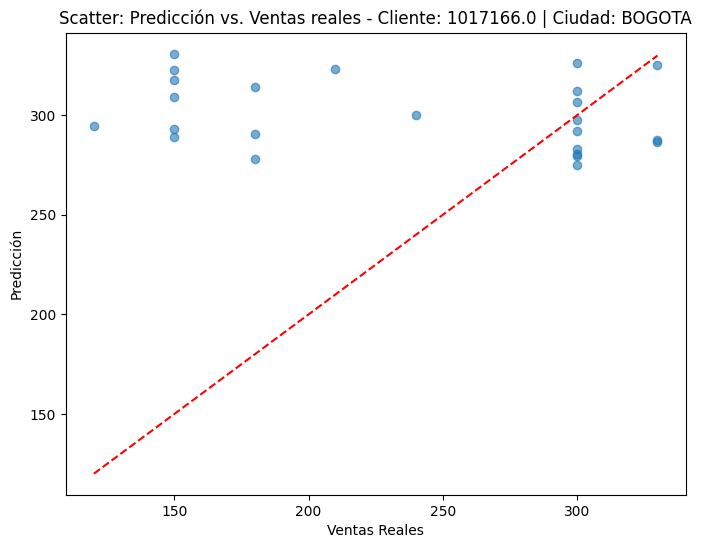 Scatter: Predicción vs. Ventas reales - Cliente: 1017166.0 | Ciudad: BOGOTA
300
250
200
150
Predicción
150
200
250
300
Ventas Reales